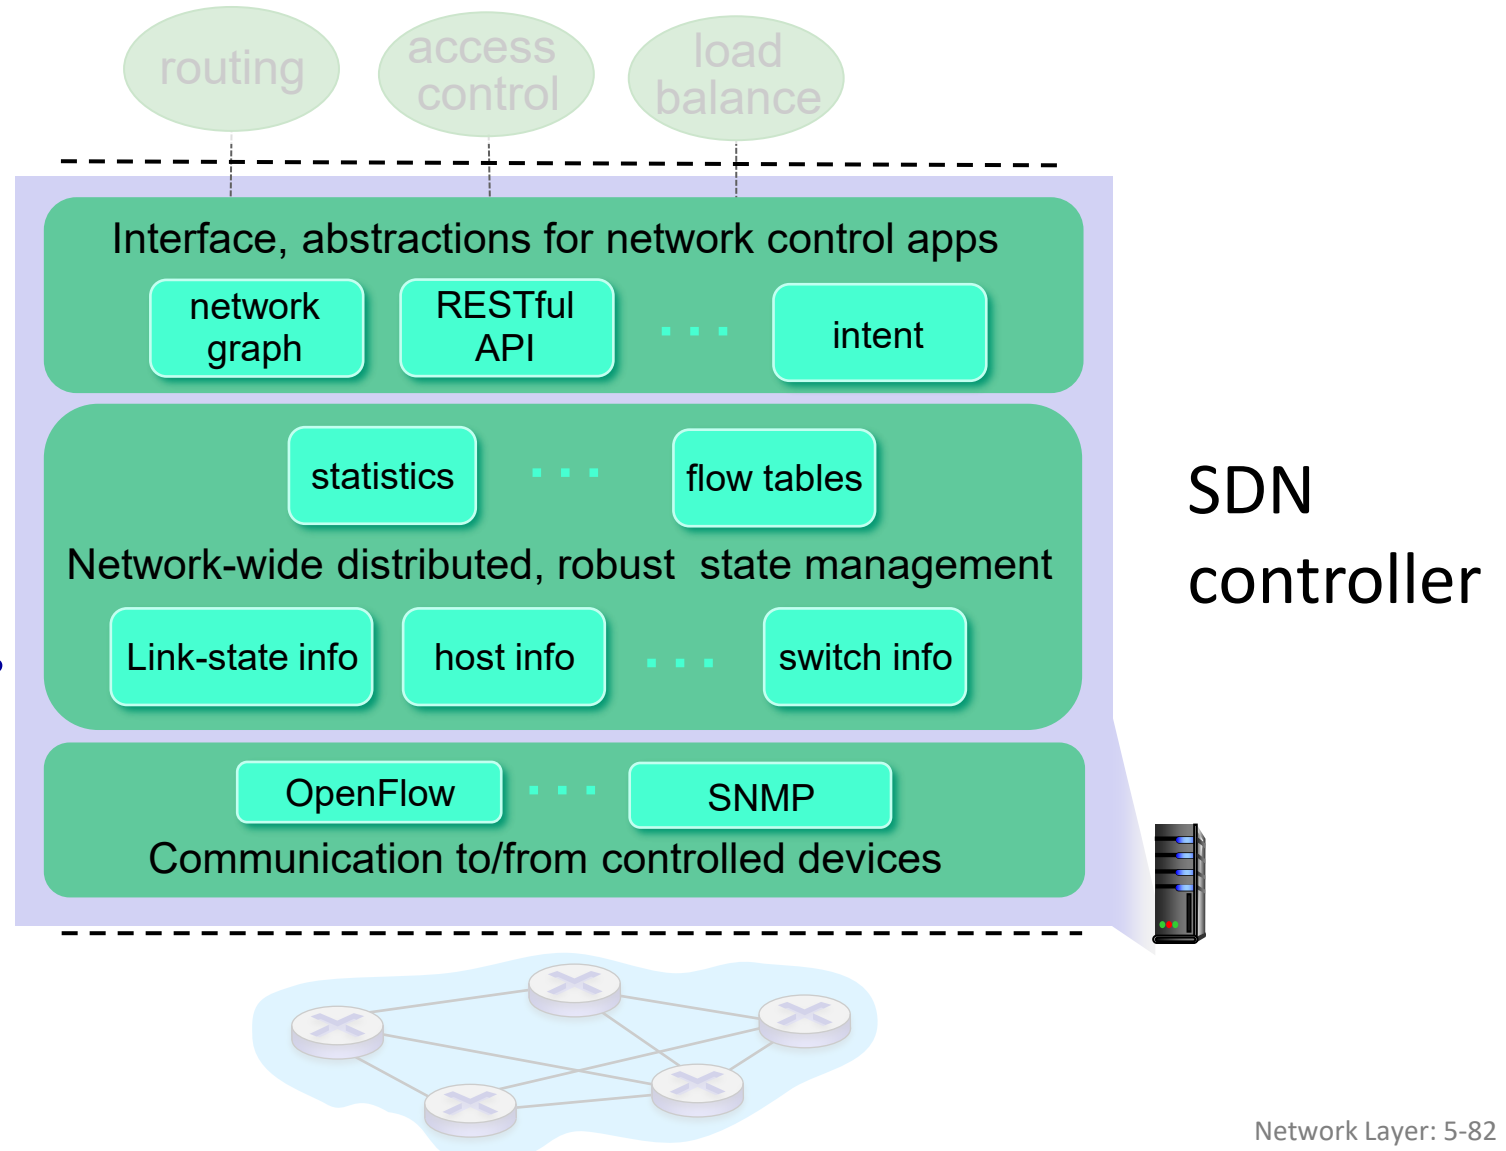 routing
access
control
load
balance
Interface, abstractions for network control apps
network
graph
RESTful
API
. . .
intent
statistics
. . .
flow tables
Network-wide distributed, robust  state management
Link-state info
host info
. . .
switch info
OpenFlow
. . .
SNMP
Communication to/from controlled devices
SDN
controller
Network Layer: 5-82